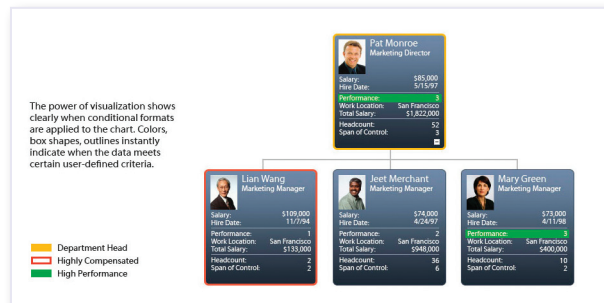 Pat Monroe
Marketing Director
Salary: $85,000
Hire Date: 5/15/97
Performance: 3
Work Location: San Francisco
Total Salary: $1,822,000
Headcount: 52
Span of Control: 3
The power of visualization shows
clearly when conditional formats
are applied to the chart. Colors,
box shapes, outlines instantly
indicate when the data meets
certain user-defined criteria.
Department Head
Highly Compensated
High Performance
Lian Wang
Marketing Manager
Salary: $109,000
Hire Date: 11/7/94
Performance: 1
Work Location: San Francisco
Total Salary: $133,000
Headcount: 2
Span of Control: 2
Jeet Merchant
Marketing Manager
Salary: $74,000
Hire Date: 4/24/97
Performance: 2
Work Location: San Francisco
Total Salary: $948,000
Headcount: 36
Span of Control: 6
Mary Green
Marketing Manager
Salary: $73,000
Hire Date: 4/11/98
Performance: 3
Work Location: San Francisco
Total Salary: $400,000
Headcount: 10
Span of Control: 2